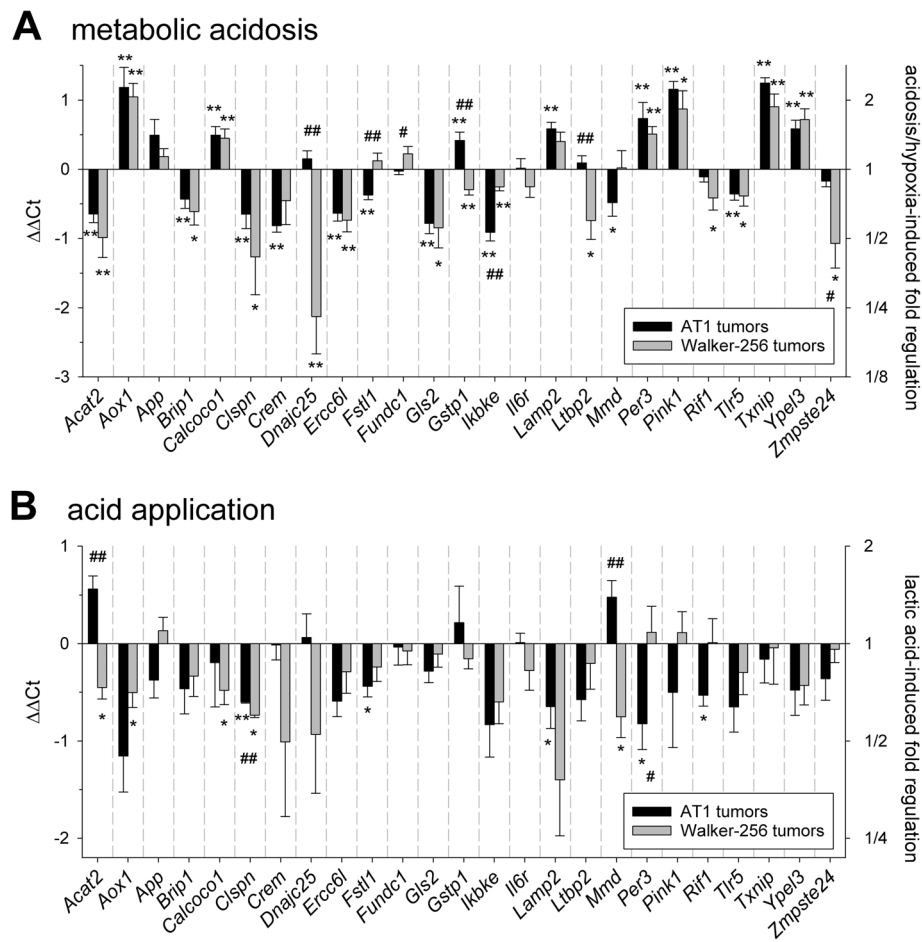 A metabolic acidosis
** ** ** ** ## ## # ## ** ** ## ** ** ** * ** ** ** **
1
0
-1
-2
-3
ΔΔCt
2
1
1/2
1/4
1/8
acidosis/hypoxia-induced fold regulation
** ** ** * ** * ** ** ** ** ** * ** ** ** ## * * * ** * * #
AT1 tumors
Walker-256 tumors
Acat2 Aox1 App Brip1 Calcoco1 Clspn Crem Dnajc25 Ercc6l Fstl1 Fundc1 Gls2 Gstp1 Ikbke Il6r Lamp2 Ltbp2 Mmd Per3 Pink1 Rif1 Tlr5 Txnip Ypel3 Zmpste24
B acid application
## ##
1
0
-1
-2
ΔΔCt
2
1
1/2
1/4
lactic acid-induced fold regulation
* * * ** * ## * * * * # *
AT1 tumors
Walker-256 tumors
Acat2 Aox1 App Brip1 Calcoco1 Clspn Crem Dnajc25 Ercc6l Fstl1 Fundc1 Gls2 Gstp1 Ikbke Il6r Lamp2 Ltbp2 Mmd Per3 Pink1 Rif1 Tlr5 Txnip Ypel3 Zmpste24